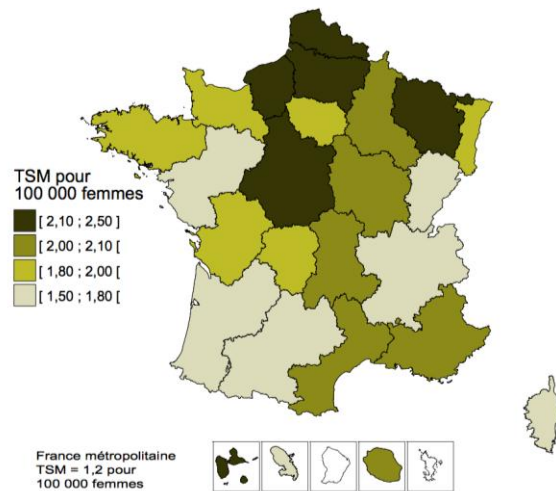 TSM pour
100 000 femmes
[ 2,10 ; 2,50 ]
[ 2,00 ; 2,10 [
[ 1,80 ; 2,00 [
[ 1,50 ; 1,80 [
France métropolitaine
TSM = 1,2 pour
100 000 femmes